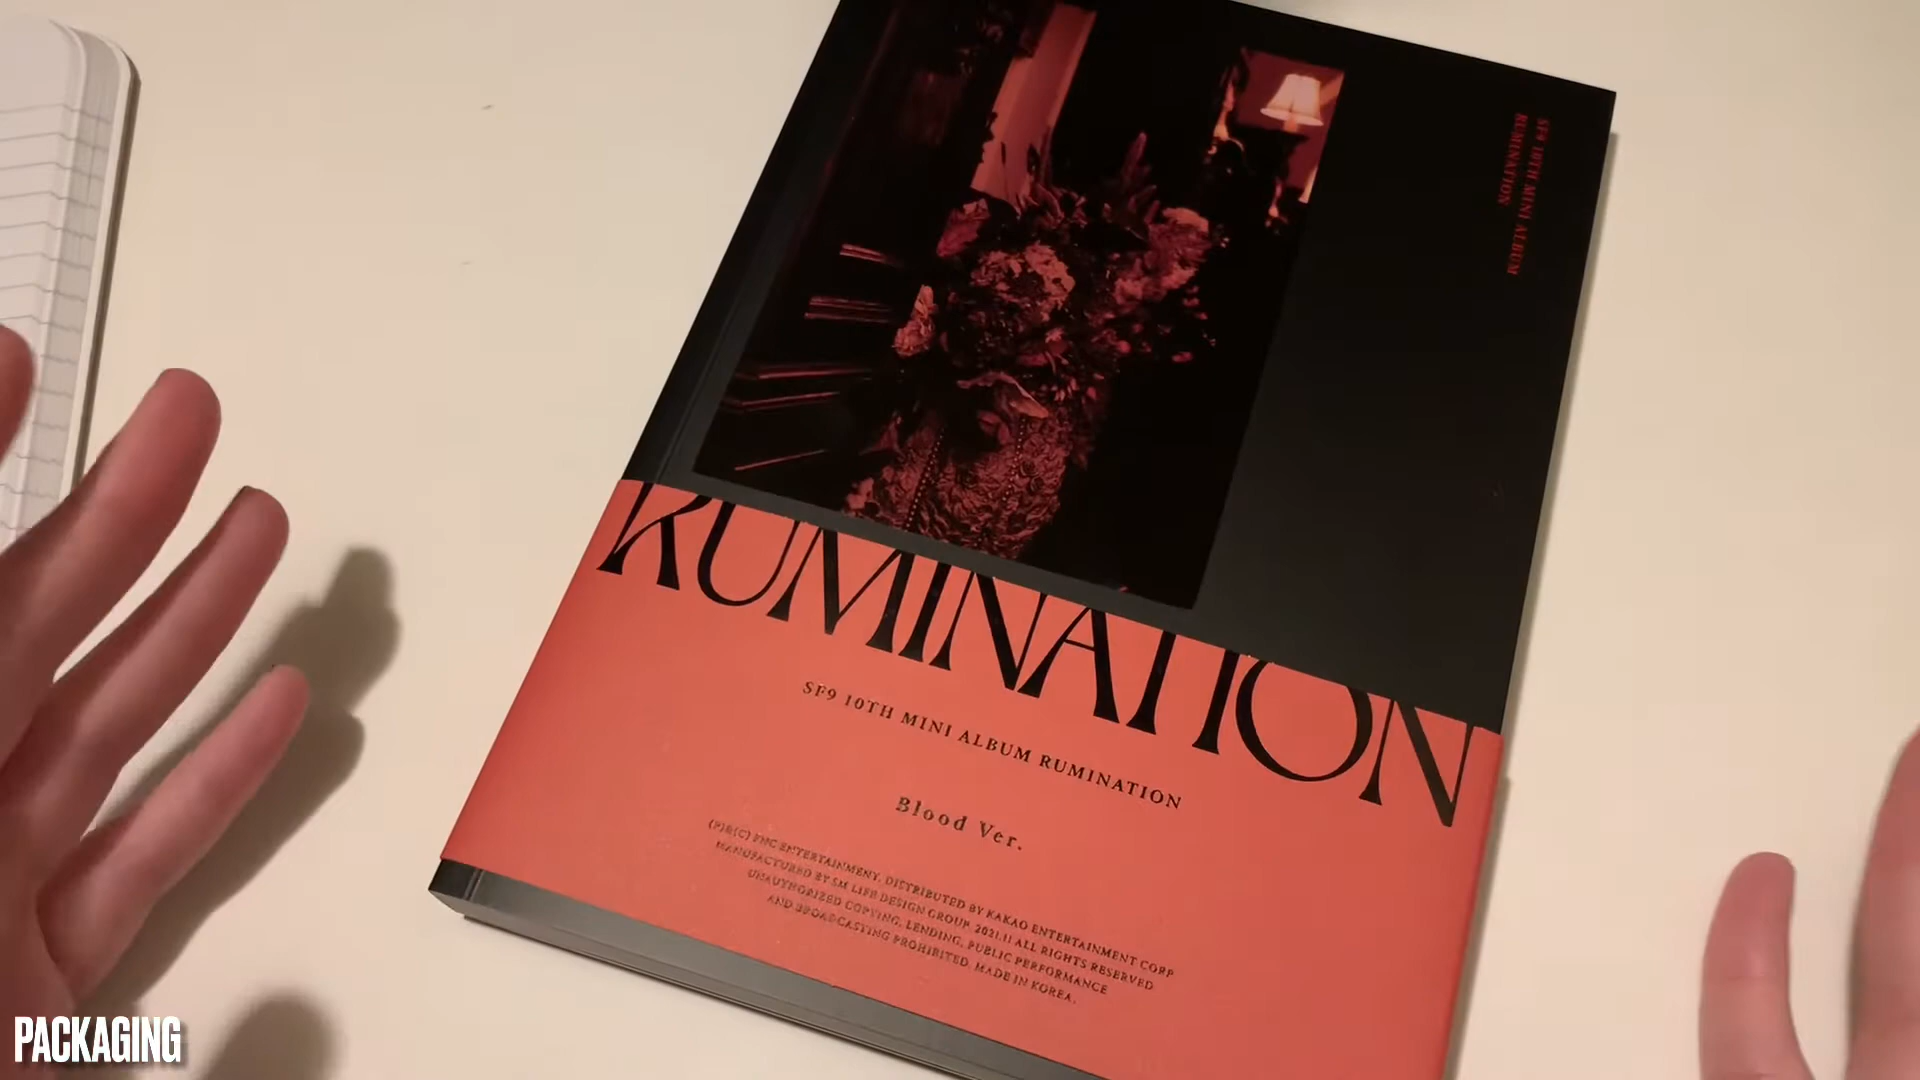 SF9 10TH MINI ALBUM
RUMINATION
RUMINATION
SF9 10TH MINI ALBUM RUMINATION
Blood Ver.
(P)&(C) FNC ENTERTAINMENT. DISTRIBUTED BY KAKAO ENTERTAINMENT CORP
MANUFACTURED BY SM LIFE DESIGN GROUP. 2021.11 ALL RIGHTS RESERVED
UNAUTHORIZED COPYING, LENDING, PUBLIC PERFORMANCE
AND BROADCASTING PROHIBITED. MADE IN KOREA.
PACKAGING